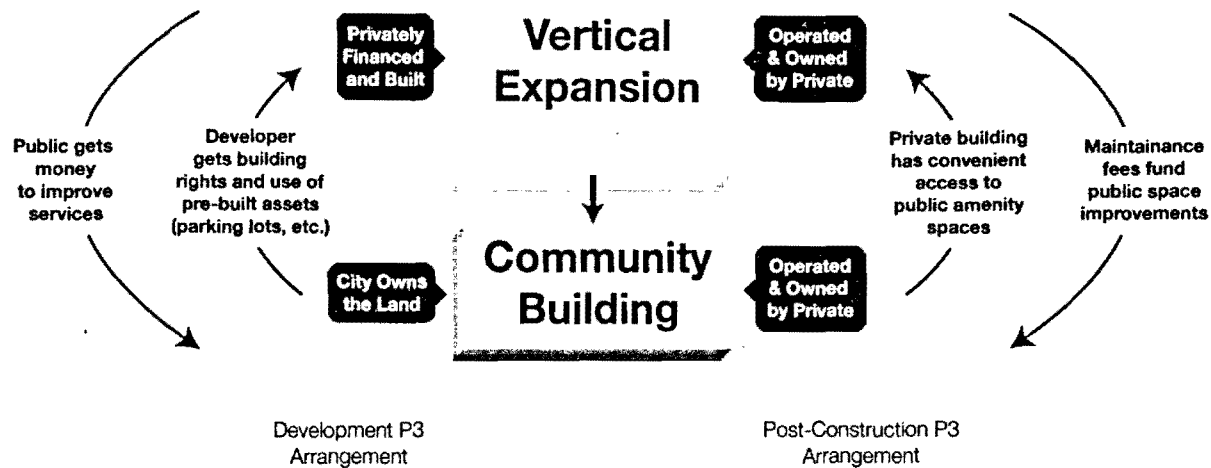 Privately
Financed
and Built
Vertical
Expansion
Operated
& Owned
by Private
Public gets
money
to improve
services
Developer
gets building
rights and use of
pre-built assets
(parking lots, etc.)
Private building
has convenient
access to
public amenity
spaces
Maintainance
fees fund
public space
improvements
City Owns
the Land
Community
Building
Operated
& Owned
by Private
Development P3
Arrangement
Post-Construction P3
Arrangement